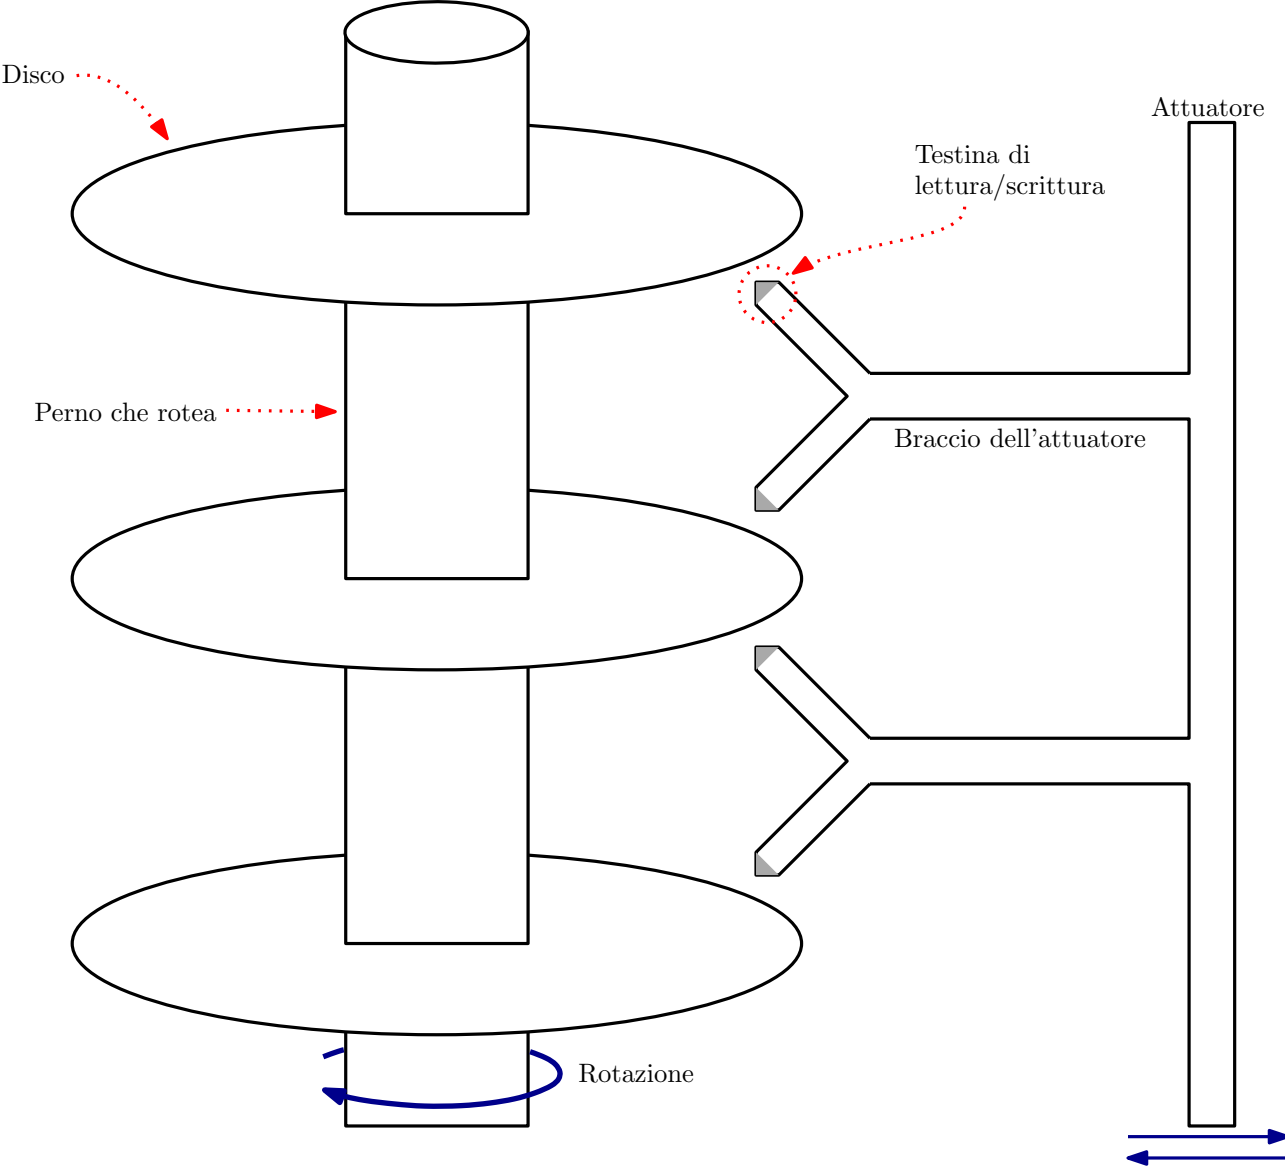 Disco
Attuatore
Testina di
lettura/scrittura
Perno che rotea
Braccio dell'attuatore
Rotazione